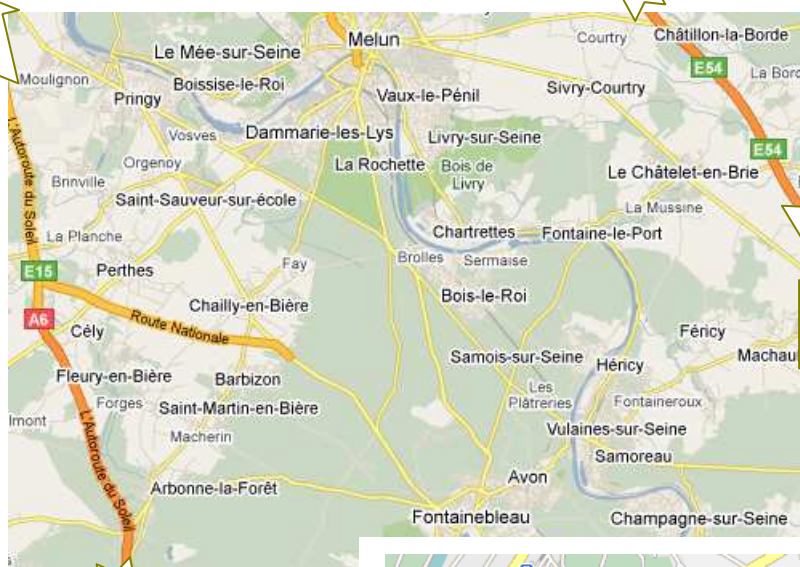 Melun
Courtry
Châtillon-la-Borde
Le Mée-sur-Seine
E54
La Bord
Moulignon
Boissise-le-Roi
Sivry-Courtry
Pringy
Vaux-le-Pénil
Vosves
Dammarie-les-Lys
Livry-sur-Seine
E54
L'Autoroute du Soleil
Orgenoy
La Rochette
Bois de
Livry
Le Châtelet-en-Brie
Brinville
Saint-Sauveur-sur-école
La Mussine
La Planche
Chartrettes
Fontaine-le-Port
Brolles
Sermaise
E15
Perthes
Fay
Bois-le-Roi
Chailly-en-Bière
A6
Cély
Route Nationale
Féricy
Samois-sur-Seine
Héricy
Machau
Fleury-en-Bière
Barbizon
Les
Plâtreries
Fontaineroux
Forges
Saint-Martin-en-Bière
lmont
L'Autoroute du Soleil
Macherin
Vulaines-sur-Seine
Samoreau
Avon
Arbonne-la-Forêt
Fontainebleau
Champagne-sur-Seine